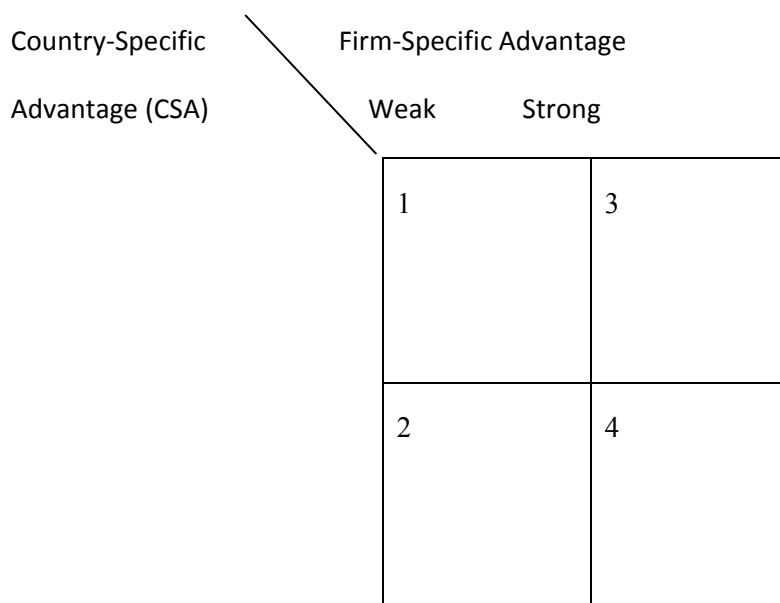 Country-Specific Firm-Specific Advantage
Advantage (CSA) Weak Strong
1 3
2 4